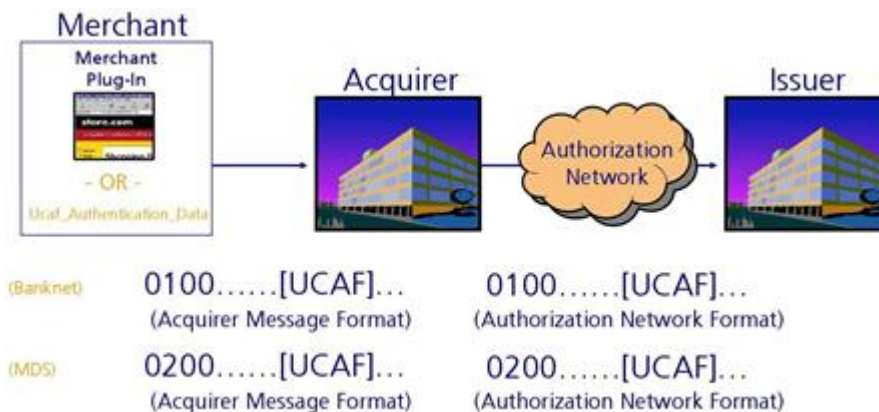 Merchant
Merchant
Plug-In
store.com
- OR -
Ucaf_Authentication_Data
Acquirer
Authorization
Network
Issuer
(Banknet)
0100......[UCAF]...
0100......[UCAF]...
(Acquirer Message Format)
(Authorization Network Format)
(MDS)
0200......[UCAF]...
0200......[UCAF]...
(Acquirer Message Format)
(Authorization Network Format)